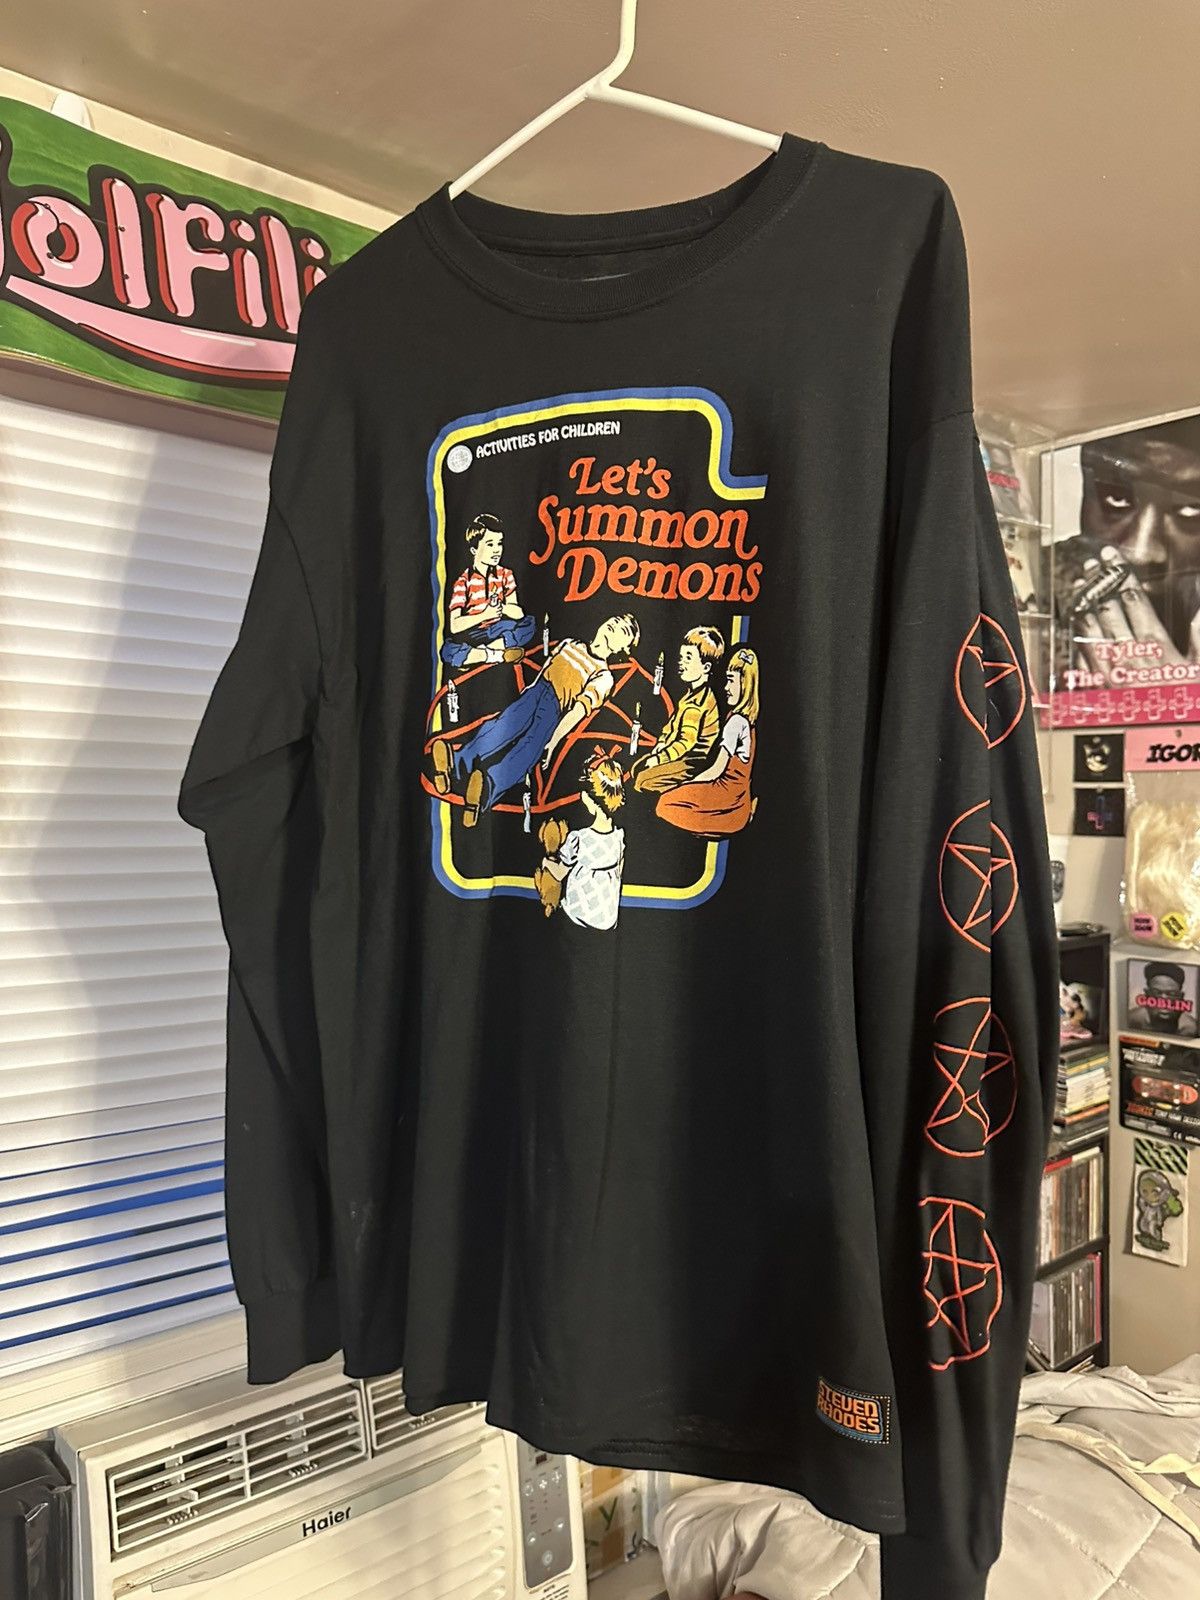 ACTIVITIES FOR CHILDREN
Let's
Summon
Demons
STEVEN
RHODES
Haier
Tyler,
The Creator
IGOR
GOBLIN